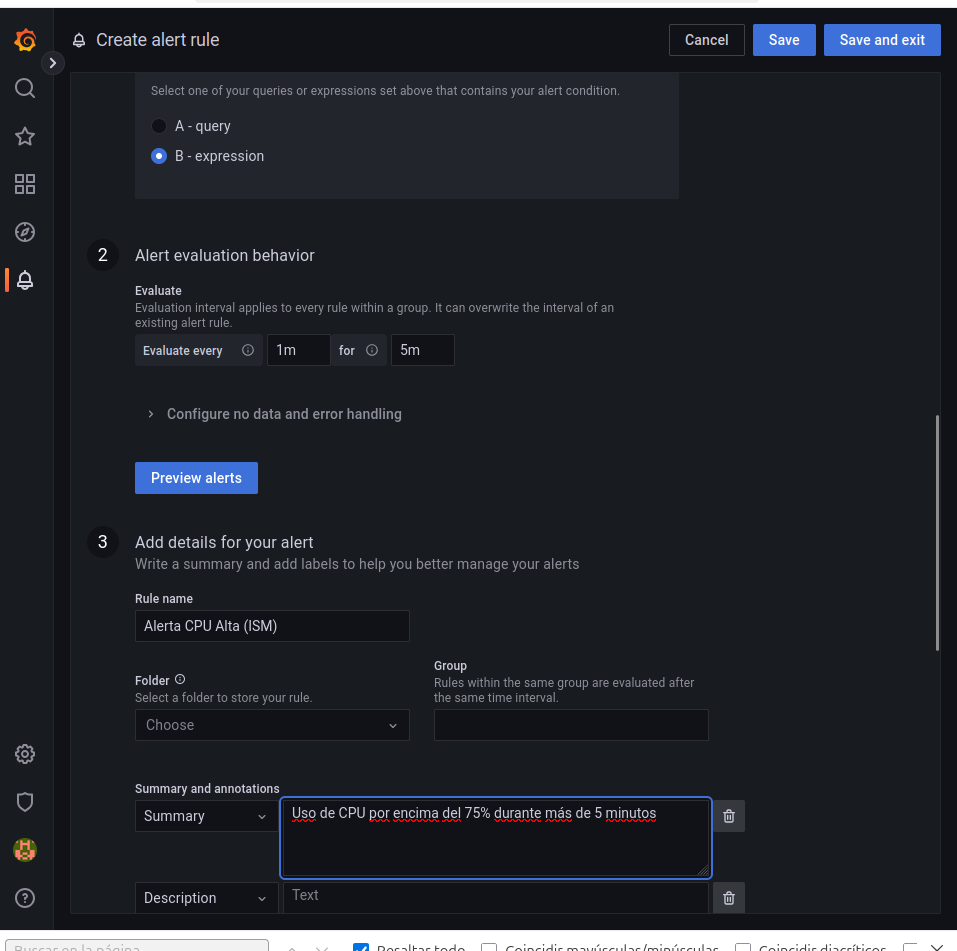 Create alert rule
Cancel
Save
Save and exit
Select one of your queries or expressions set above that contains your alert condition.
A - query
B - expression
2
Alert evaluation behavior
Evaluate
Evaluation interval applies to every rule within a group. It can overwrite the interval of an
existing alert rule.
Evaluate every
1m
for
5m
Configure no data and error handling
Preview alerts
3
Add details for your alert
Write a summary and add labels to help you better manage your alerts
Rule name
Alerta CPU Alta (ISM)
Folder
Select a folder to store your rule.
Choose
Group
Rules within the same group are evaluated after
the same time interval.
Summary and annotations
Summary
Uso de CPU por encima del 75% durante más de 5 minutos
Description
Text
Buscar en la página
Resaltar todo
Coincidir mayúsculas/minúsculas
Coincidir diacríticos